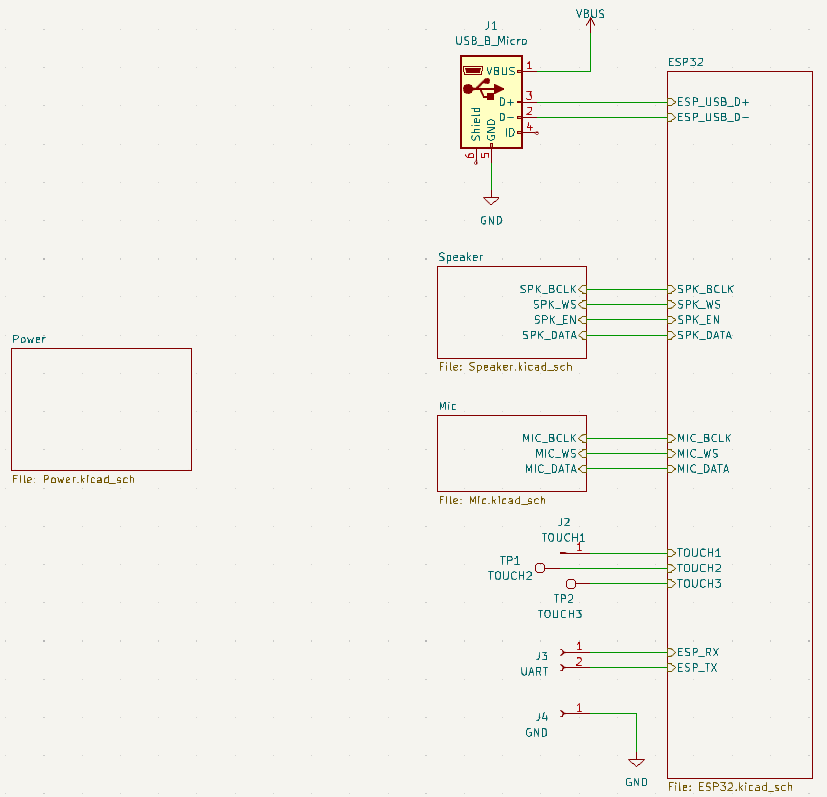 VBUS
J1
USB_B_Micro
VBUS 1
D+ 3
D- 2
ID 4
Shield
GND
6
5
GND
ESP32
ESP_USB_D+
ESP_USB_D-
Speaker
SPK_BCLK
SPK_WS
SPK_EN
SPK_DATA
File: Speaker.kicad_sch
SPK_BCLK
SPK_WS
SPK_EN
SPK_DATA
Power
File: Power.kicad_sch
Mic
MIC_BCLK
MIC_WS
MIC_DATA
File: Mic.kicad_sch
MIC_BCLK
MIC_WS
MIC_DATA
J2
TOUCH1
1
TP1
TOUCH2
TP2
TOUCH3
TOUCH1
TOUCH2
TOUCH3
J3
UART
1
2
ESP_RX
ESP_TX
J4
GND
1
GND
File: ESP32.kicad_sch